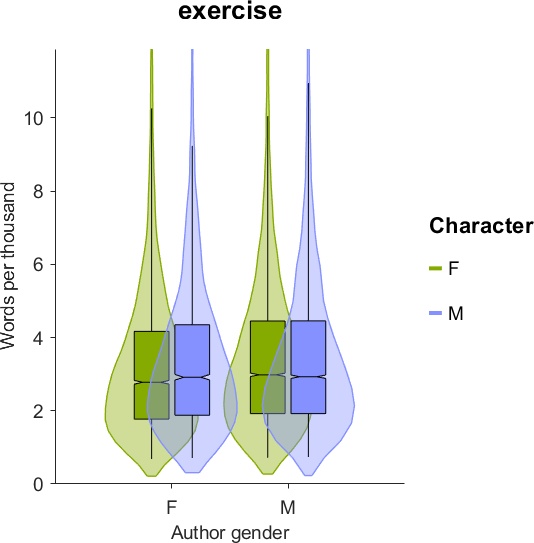 exercise
Words per thousand
10
8
6
4
2
0
F
M
Author gender
Character
F
M